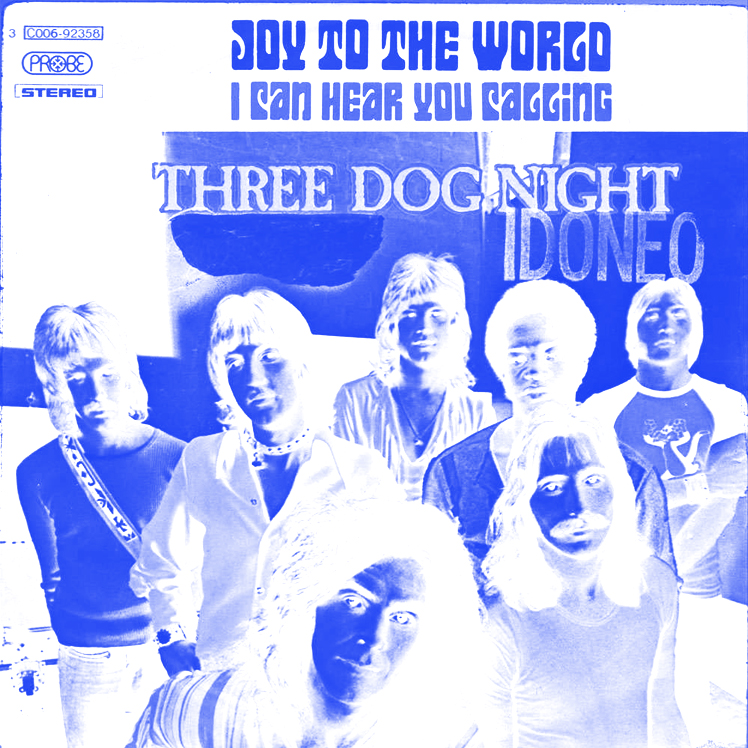 3 C006-92358
PROBE
STEREO
JOY TO THE WORLD
I CAN HEAR YOU CALLING
THREE DOG NIGHT
IDONEO